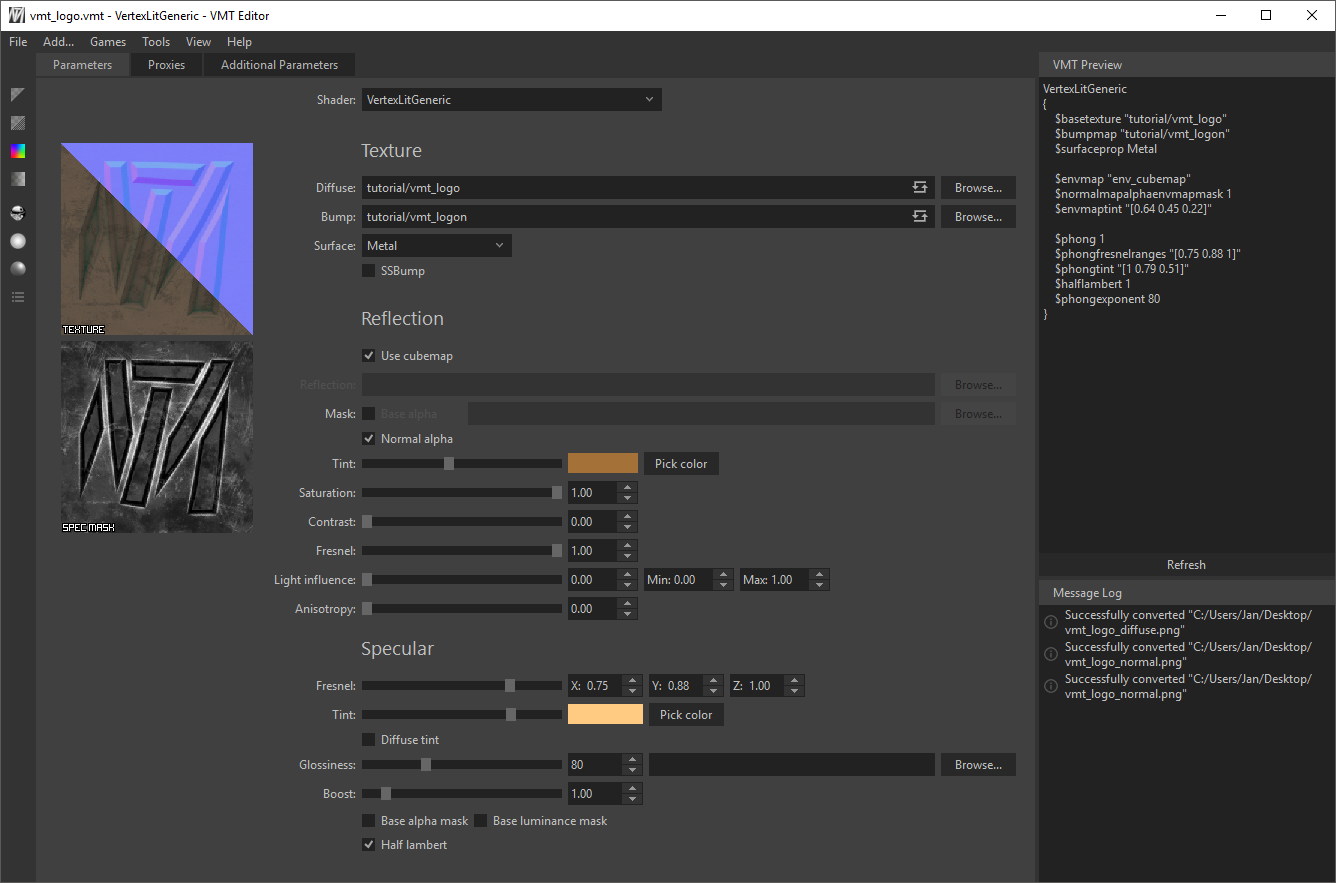 vmt_logo.vmt - VertexLitGeneric - VMT Editor
File Add... Games Tools View Help
Parameters Proxies Additional Parameters
Shader: VertexLitGeneric
Texture
Diffuse: tutorial/vmt_logo Browse...
Bump: tutorial/vmt_logon Browse...
Surface: Metal
SSBump
TEXTURE
Reflection
Use cubemap
Reflection: Browse...
Mask: Base alpha Browse...
Normal alpha
Tint: Pick color
Saturation: 1.00
Contrast: 0.00
SPEC MASK
Fresnel: 1.00
Light influence: 0.00 Min: 0.00 Max: 1.00
Anisotropy: 0.00
Specular
Fresnel: X: 0.75 Y: 0.88 Z: 1.00
Tint: Pick color
Diffuse tint
Glossiness: 80 Browse...
Boost: 1.00
Base alpha mask Base luminance mask
Half lambert
VMT Preview
VertexLitGeneric
{
$basetexture "tutorial/vmt_logo"
$bumpmap "tutorial/vmt_logon"
$surfaceprop Metal
$envmap "env_cubemap"
$normalmapalphaenvmapmask 1
$envmaptint "[0.64 0.45 0.22]"
$phong 1
$phongfresnelranges "[0.75 0.88 1]"
$phongtint "[1 0.79 0.51]"
$halflambert 1
$phongexponent 80
}
Refresh
Message Log
Successfully converted "C:/Users/Jan/Desktop/
vmt_logo_diffuse.png"
Successfully converted "C:/Users/Jan/Desktop/
vmt_logo_normal.png"
Successfully converted "C:/Users/Jan/Desktop/
vmt_logo_normal.png"